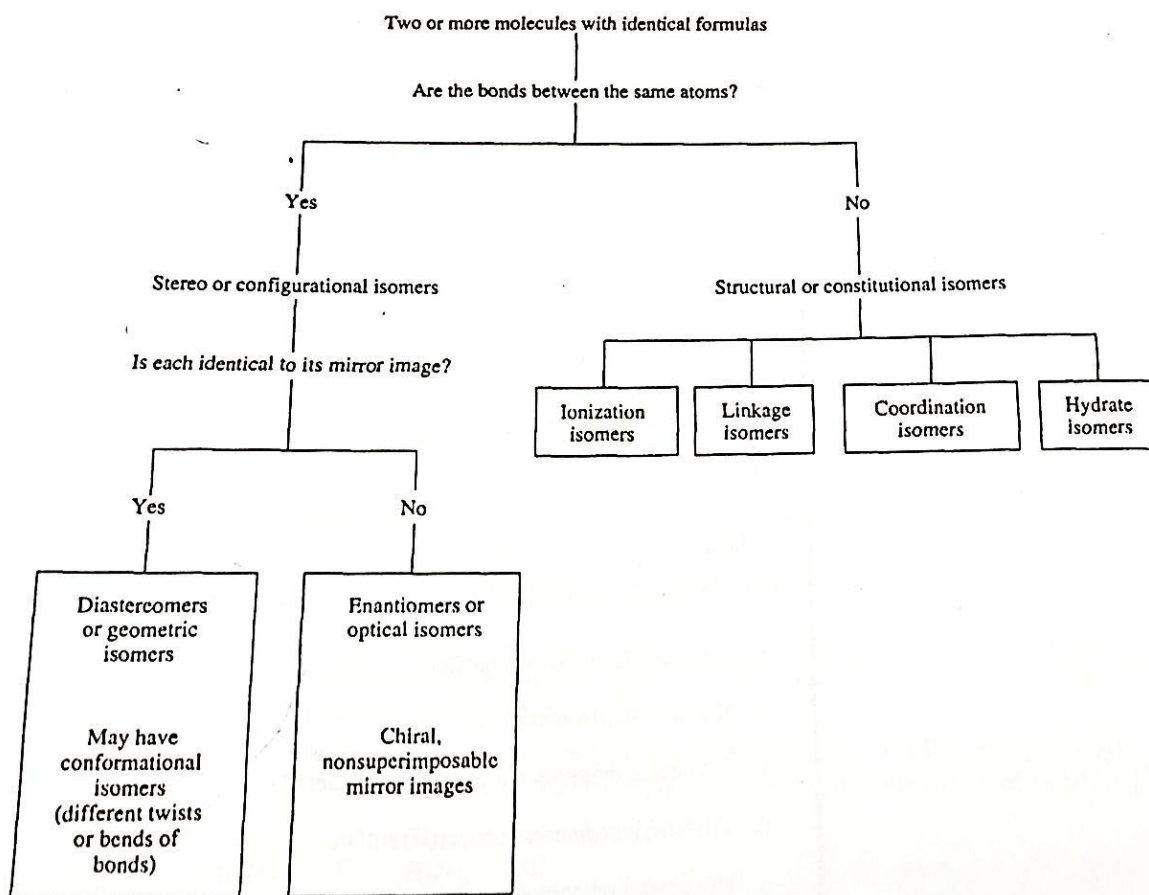 Two or more molecules with identical formulas
Are the bonds between the same atoms?
Yes
No
Stereo or configurational isomers
Structural or constitutional isomers
Is each identical to its mirror image?
Ionization
isomers
Linkage
isomers
Coordination
isomers
Hydrate
isomers
Yes
No
Diastereomers
or geometric
isomers
May have
conformational
isomers
(different twists
or bends of
bonds)
Enantiomers or
optical isomers
Chiral,
nonsuperimposable
mirror images